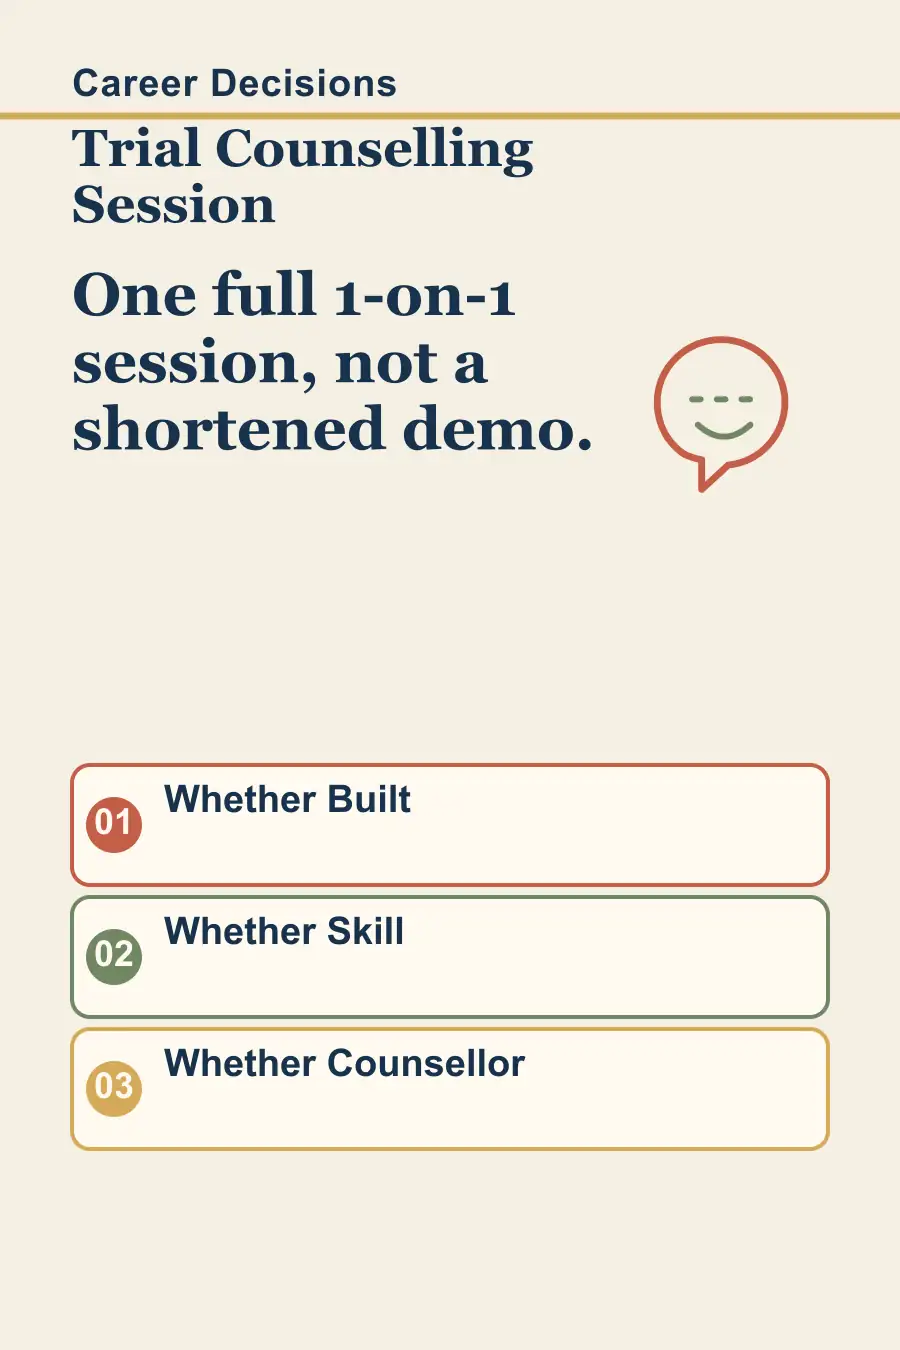 Career Decisions
Trial Counselling
Session
One full 1-on-1
session, not a
shortened demo.
01
Whether Built
02
Whether Skill
03
Whether Counsellor